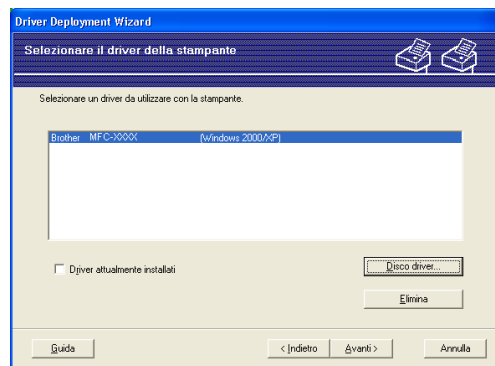 Driver Deployment Wizard
Selezionare il driver della stampante
Selezionare un driver da utilizzare con la stampante.
Brother MFC-XXXX (Windows 2000/XP)
Driver attualmente installati
Disco driver...
Elimina
Guida < Indietro Avanti > Annulla